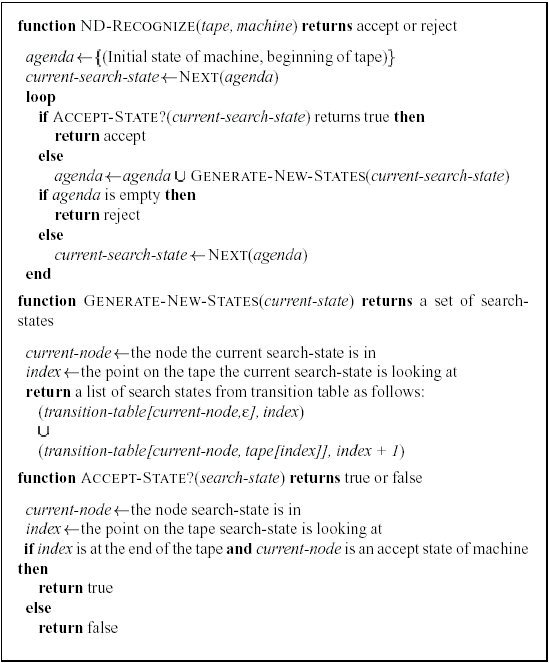 function ND-RECOGNIZE(tape, machine) returns accept or reject
agenda←{(Initial state of machine, beginning of tape)}
current-search-state←NEXT(agenda)
loop
if ACCEPT-STATE?(current-search-state) returns true then
return accept
else
agenda←agenda ∪ GENERATE-NEW-STATES(current-search-state)
if agenda is empty then
return reject
else
current-search-state←NEXT(agenda)
end
function GENERATE-NEW-STATES(current-state) returns a set of search-
states
current-node←the node the current search-state is in
index←the point on the tape the current search-state is looking at
return a list of search states from transition table as follows:
(transition-table[current-node,ε], index)
∪
(transition-table[current-node, tape[index]], index + 1)
function ACCEPT-STATE?(search-state) returns true or false
current-node←the node search-state is in
index←the point on the tape search-state is looking at
if index is at the end of the tape and current-node is an accept state of machine
then
return true
else
return false